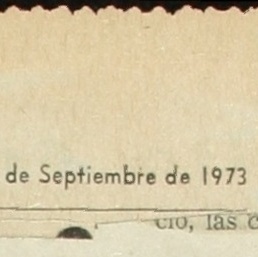 de Septiembre de 1973
cio, las c